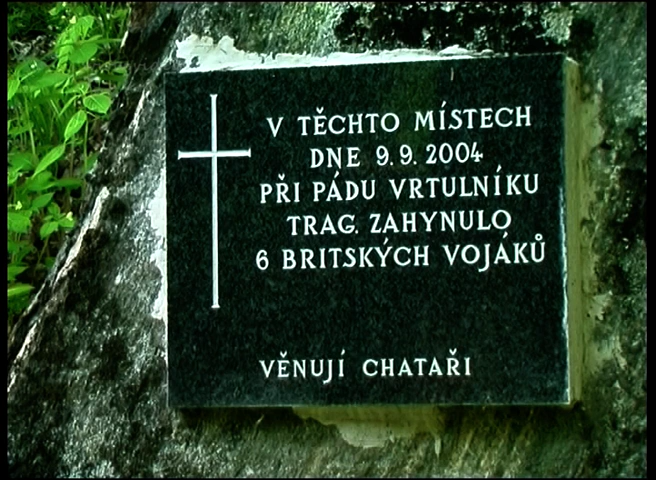 V TĚCHTO MÍSTECH
DNE 9.9.2004
PŘI PÁDU VRTULNÍKU
TRAG. ZAHYNULO
6 BRITSKÝCH VOJÁKŮ
VĚNUJÍ CHATAŘI